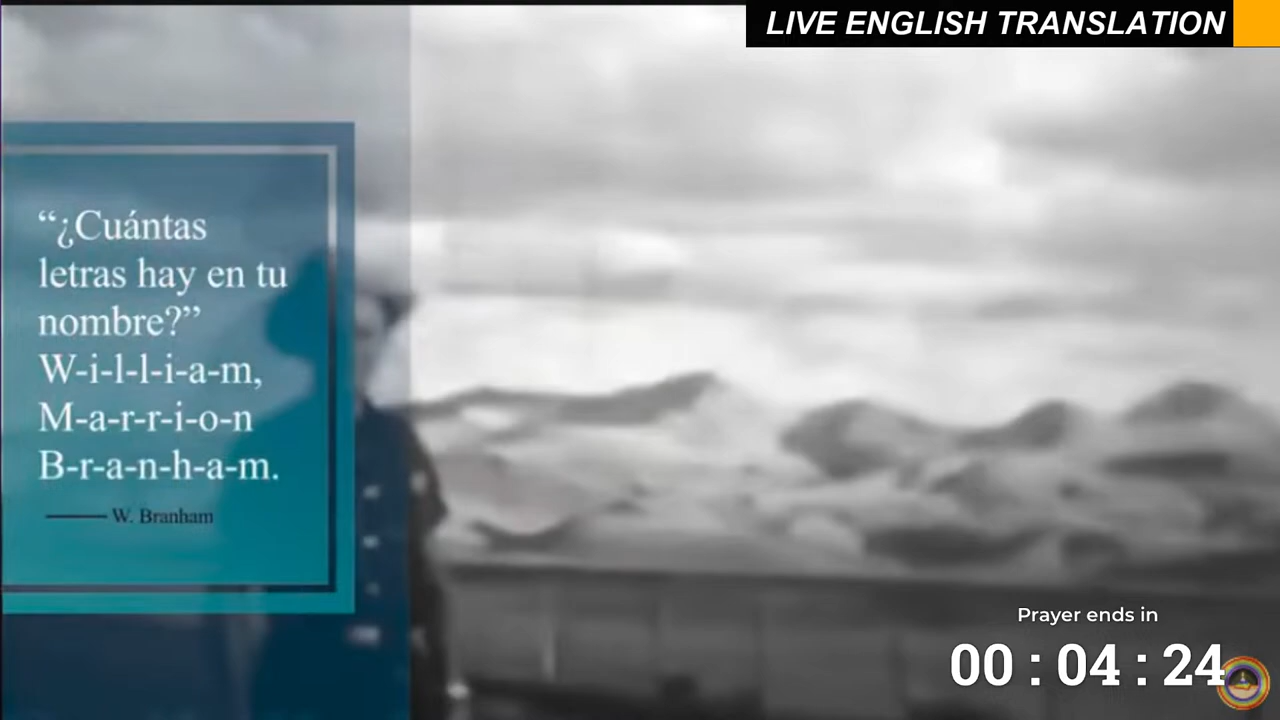 LIVE ENGLISH TRANSLATION
“¿Cuántas
letras hay en tu
nombre?”
W-i-l-l-i-a-m,
M-a-r-r-i-o-n
B-r-a-n-h-a-m.
—— W. Branham
Prayer ends in
00 : 04 : 24